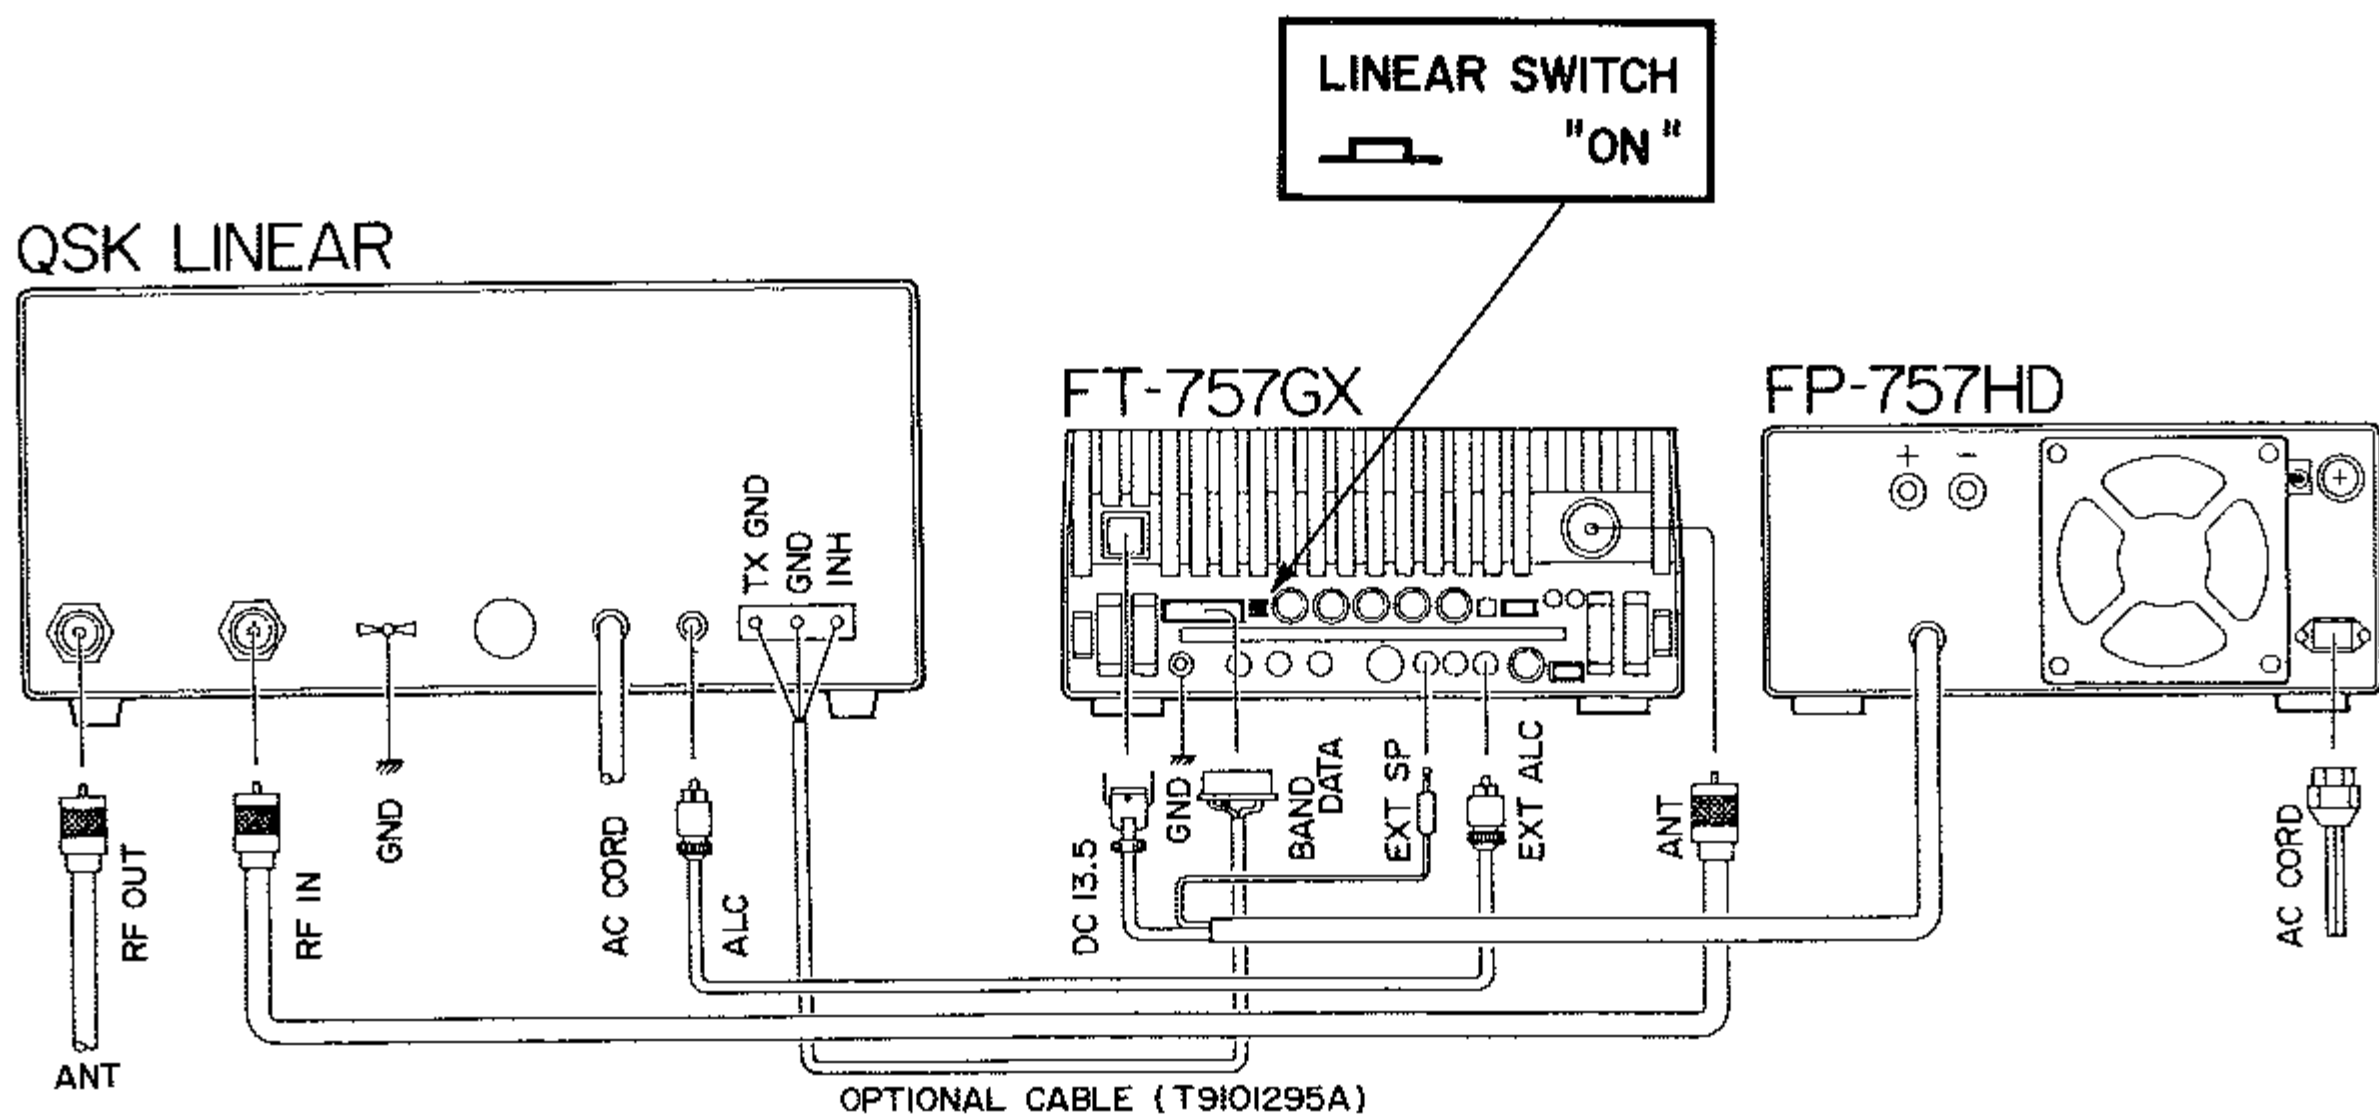 LINEAR SWITCH
"ON"
QSK LINEAR
FT-757GX
FP-757HD
+ -
TX GND
GND
INH
RF OUT
RF IN
GND
AC CORD
ALC
DC 13.5
GND
BAND
DATA
EXT SP
EXT ALC
ANT
AC CORD
ANT
OPTIONAL CABLE (T9101295A)